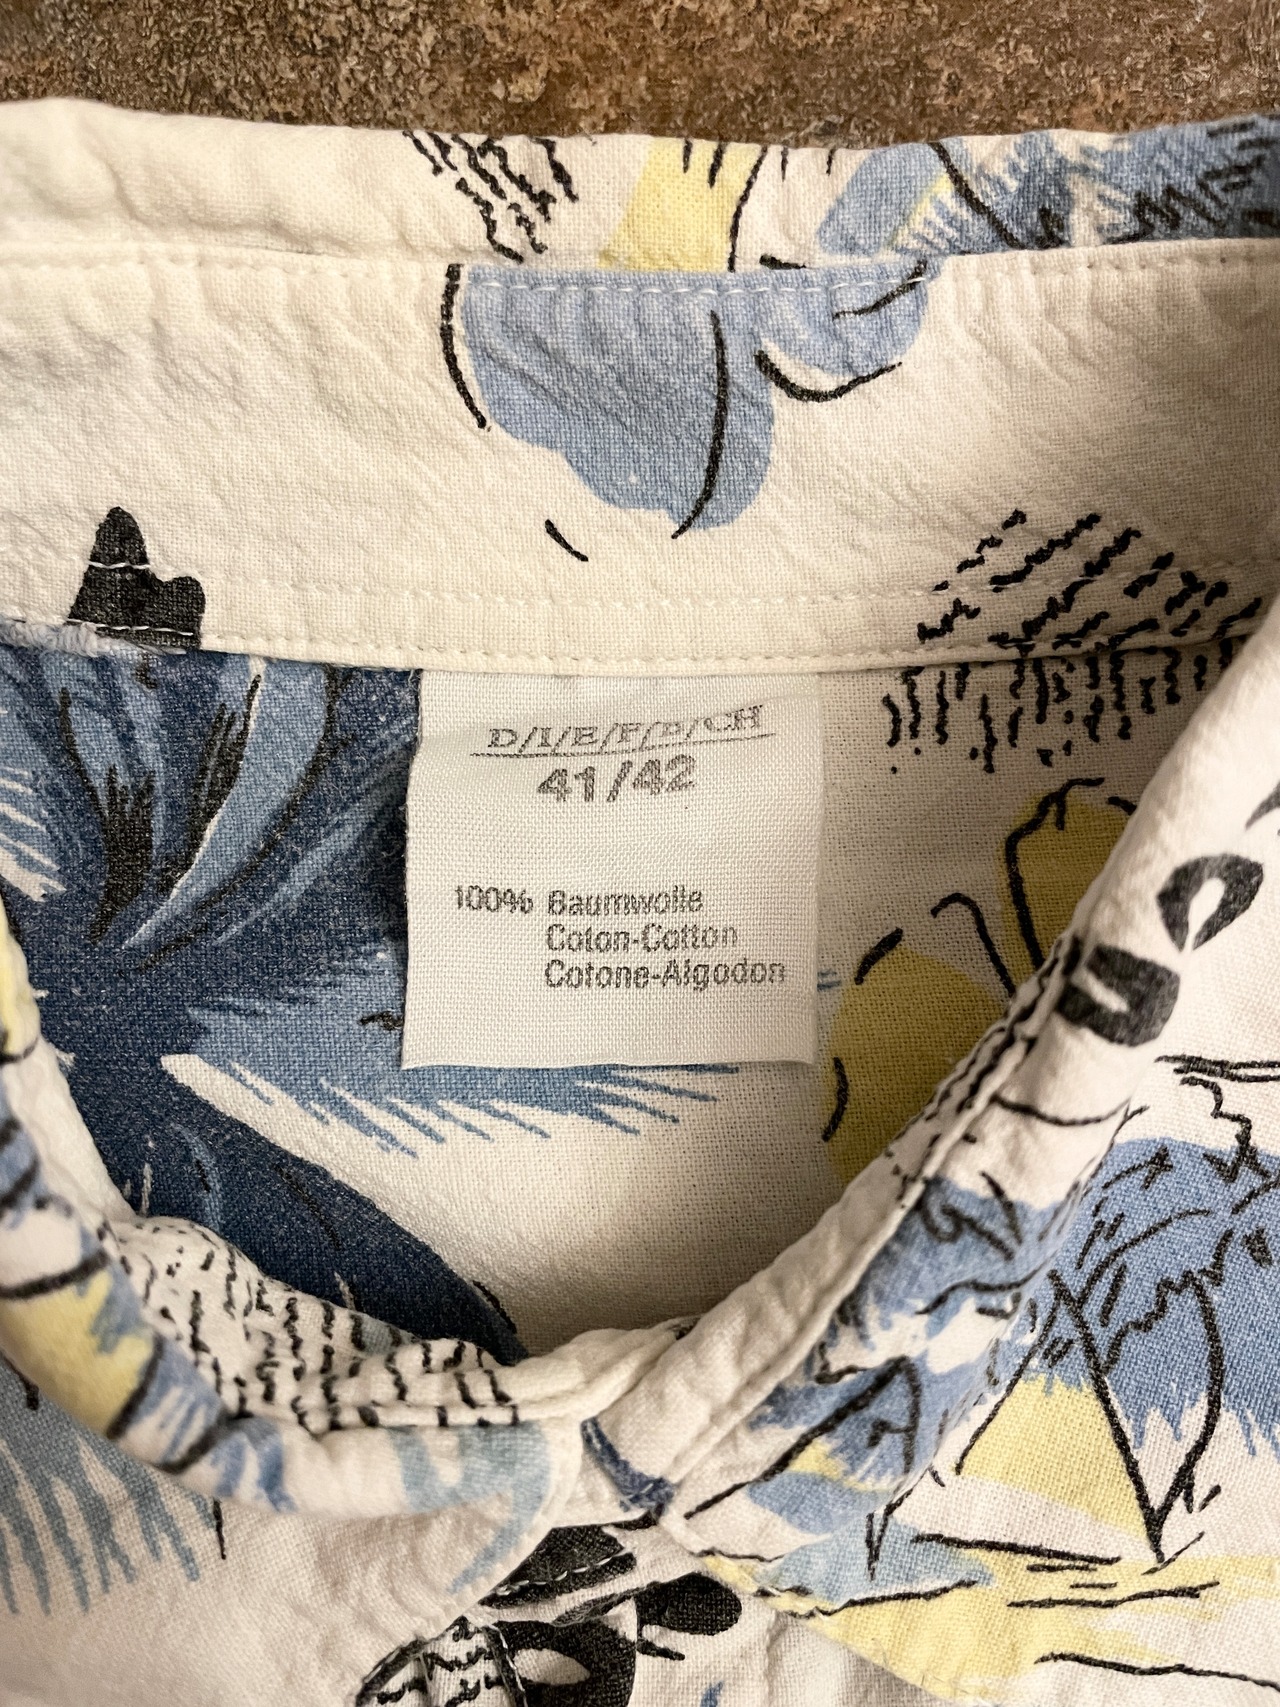 D/I/E/F/P/CH
41/42
100% Baumwolle
Coton-Cotton
Cotone-Algodon